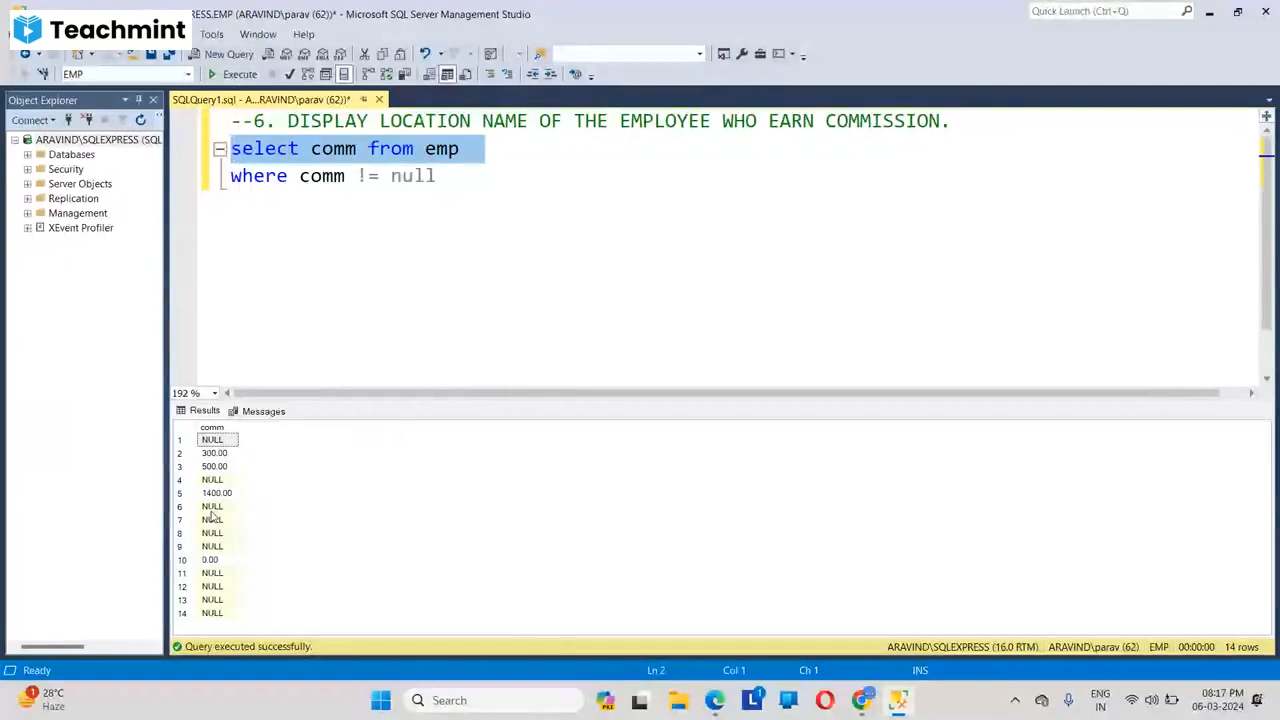 RESS.EMP (ARAVIND\parav (62))* - Microsoft SQL Server Management Studio
Quick Launch (Ctrl+Q)
Teachmint
Tools Window Help
New Query
EMP
Execute
Object Explorer
SQLQuery1.sql - A...RAVIND\parav (62))*
Connect
ARAVIND\SQLEXPRESS (SQL
Databases
Security
Server Objects
Replication
Management
XEvent Profiler
--6. DISPLAY LOCATION NAME OF THE EMPLOYEE WHO EARN COMMISSION.
select comm from emp
where comm != null
192 %
Results Messages
comm
1 NULL
2 300.00
3 500.00
4 NULL
5 1400.00
6 NULL
7 NULL
8 NULL
9 NULL
10 0.00
11 NULL
12 NULL
13 NULL
14 NULL
Query executed successfully.
ARAVIND\SQLEXPRESS (16.0 RTM) ARAVIND\parav (62) EMP 00:00:00 14 rows
Ready
Ln 2 Col 1 Ch 1 INS
28°C
Haze
1
Search
1
ENG
IN
08:17 PM
06-03-2024